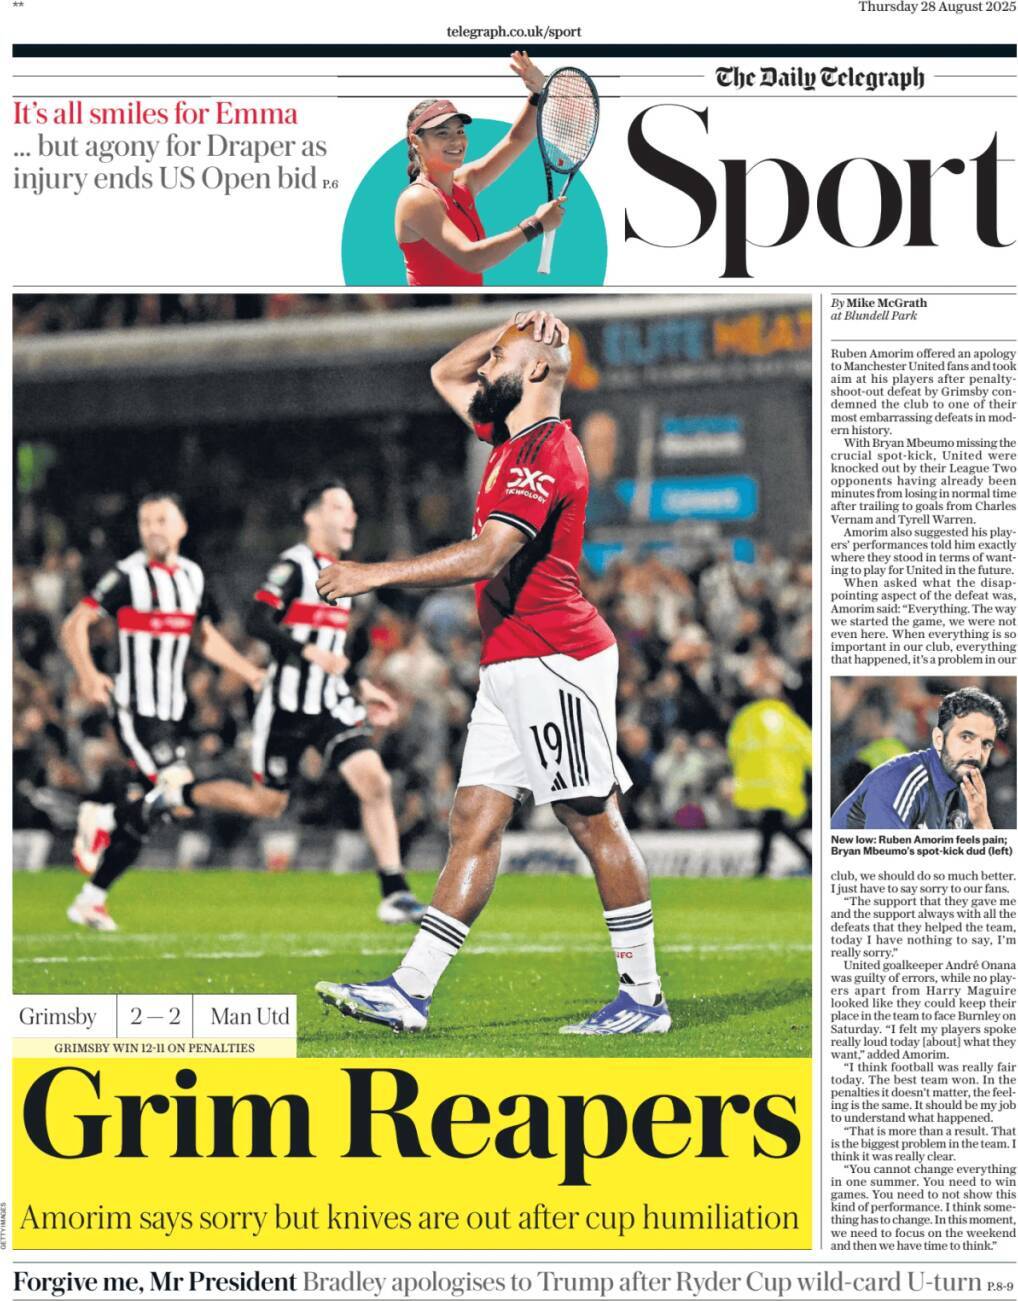 **
Thursday 28 August 2025
telegraph.co.uk/sport
The Daily Telegraph
Sport
It's all smiles for Emma
... but agony for Draper as
injury ends US Open bid P.6
ELITE MEAT
CXC
TECHNOLOGY
19
FC
Grimsby 2 — 2 Man Utd
GRIMSBY WIN 12-11 ON PENALTIES
Grim Reapers
Amorim says sorry but knives are out after cup humiliation
GETTY IMAGES
By Mike McGrath
at Blundell Park
Ruben Amorim offered an apology
to Manchester United fans and took
aim at his players after penalty-
shoot-out defeat by Grimsby con-
demned the club to one of their
most embarrassing defeats in mod-
ern history.
With Bryan Mbeumo missing the
crucial spot-kick, United were
knocked out by their League Two
opponents having already been
minutes from losing in normal time
after trailing to goals from Charles
Vernam and Tyrell Warren.
Amorim also suggested his play-
ers' performances told him exactly
where they stood in terms of want-
ing to play for United in the future.
When asked what the disap-
pointing aspect of the defeat was,
Amorim said: “Everything. The way
we started the game, we were not
even here. When everything is so
important in our club, everything
that happened, it's a problem in our
New low: Ruben Amorim feels pain;
Bryan Mbeumo's spot-kick dud (left)
club, we should do so much better.
I just have to say sorry to our fans.
“The support that they gave me
and the support always with all the
defeats that they helped the team,
today I have nothing to say, I'm
really sorry.”
United goalkeeper André Onana
was guilty of errors, while no play-
ers apart from Harry Maguire
looked like they could keep their
place in the team to face Burnley on
Saturday. “I felt my players spoke
really loud today [about] what they
want,” added Amorim.
“I think football was really fair
today. The best team won. In the
penalties it doesn't matter, the feel-
ing is the same. It should be my job
to understand what happened.
“That is more than a result. That
is the biggest problem in the team. I
think it was really clear.
“You cannot change everything
in one summer. You need to win
games. You need to not show this
kind of performance. I think some-
thing has to change. In this moment,
we need to focus on the weekend
and then we have time to think.”
Forgive me, Mr President Bradley apologises to Trump after Ryder Cup wild-card U-turn P.8-9